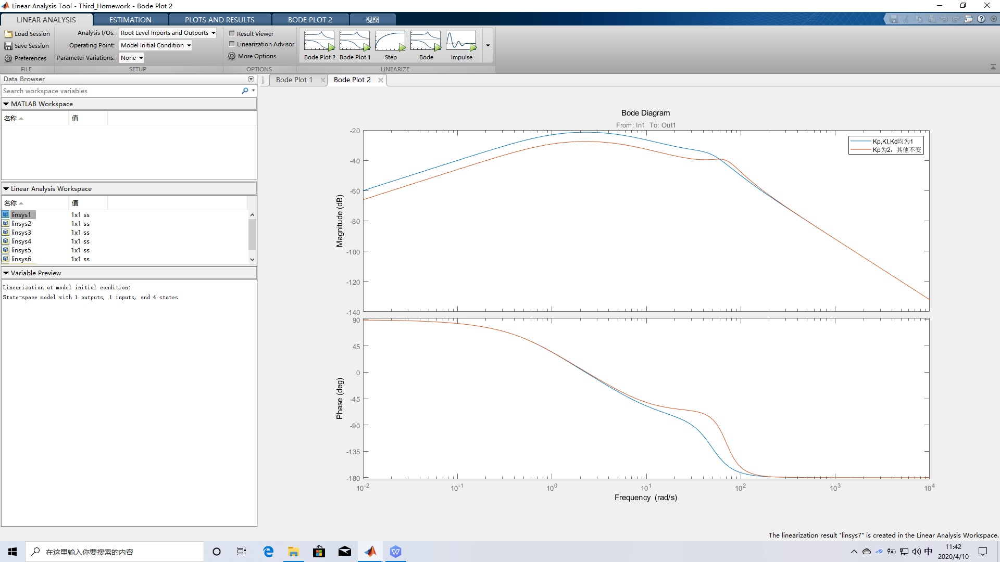 Linear Analysis Tool - Third_Homework - Bode Plot 2
LINEAR ANALYSIS ESTIMATION PLOTS AND RESULTS BODE PLOT 2 视图
Load Session
Save Session
Preferences
FILE
Analysis I/Os: Root Level Inports and Outports
Operating Point: Model Initial Condition
Parameter Variations: None
SETUP
Result Viewer
Linearization Advisor
More Options
OPTIONS
Bode Plot 2 Bode Plot 1 Step Bode Impulse
LINEARIZE
Data Browser
Search workspace variables
MATLAB Workspace
名称 值
Linear Analysis Workspace
名称 值
linsys1 1x1 ss
linsys2 1x1 ss
linsys3 1x1 ss
linsys4 1x1 ss
linsys5 1x1 ss
linsys6 1x1 ss
Variable Preview
Linearization at model initial condition:
State-space model with 1 outputs, 1 inputs, and 4 states.
Bode Plot 1 Bode Plot 2
Bode Diagram
From: In1 To: Out1
Kp,KI,Kd均为1
Kp为2，其他不变
Magnitude (dB)
-20
-40
-60
-80
-100
-120
-140
Phase (deg)
90
45
0
-45
-90
-135
-180
10^-2 10^-1 10^0 10^1 10^2 10^3 10^4
Frequency (rad/s)
The linearization result "linsys7" is created in the Linear Analysis Workspace.
在这里输入你要搜索的内容
中
11:42
2020/4/10